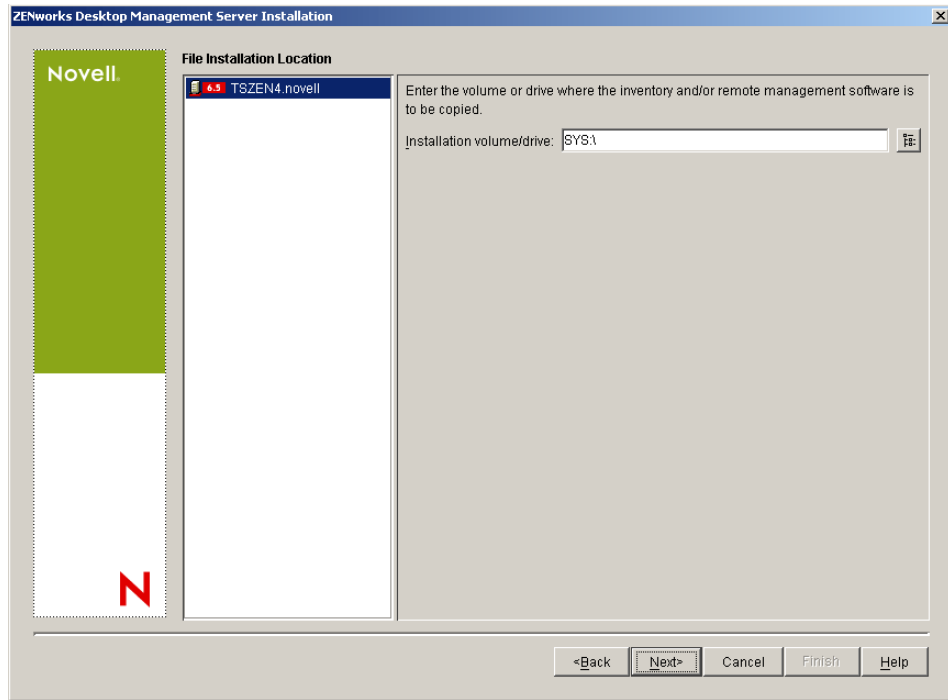 ZENworks Desktop Management Server Installation
Novell.
File Installation Location
6.5 TSZEN4.novell
Enter the volume or drive where the inventory and/or remote management software is
to be copied.
Installation volume/drive: SYS:\
N
<Back Next> Cancel Finish Help